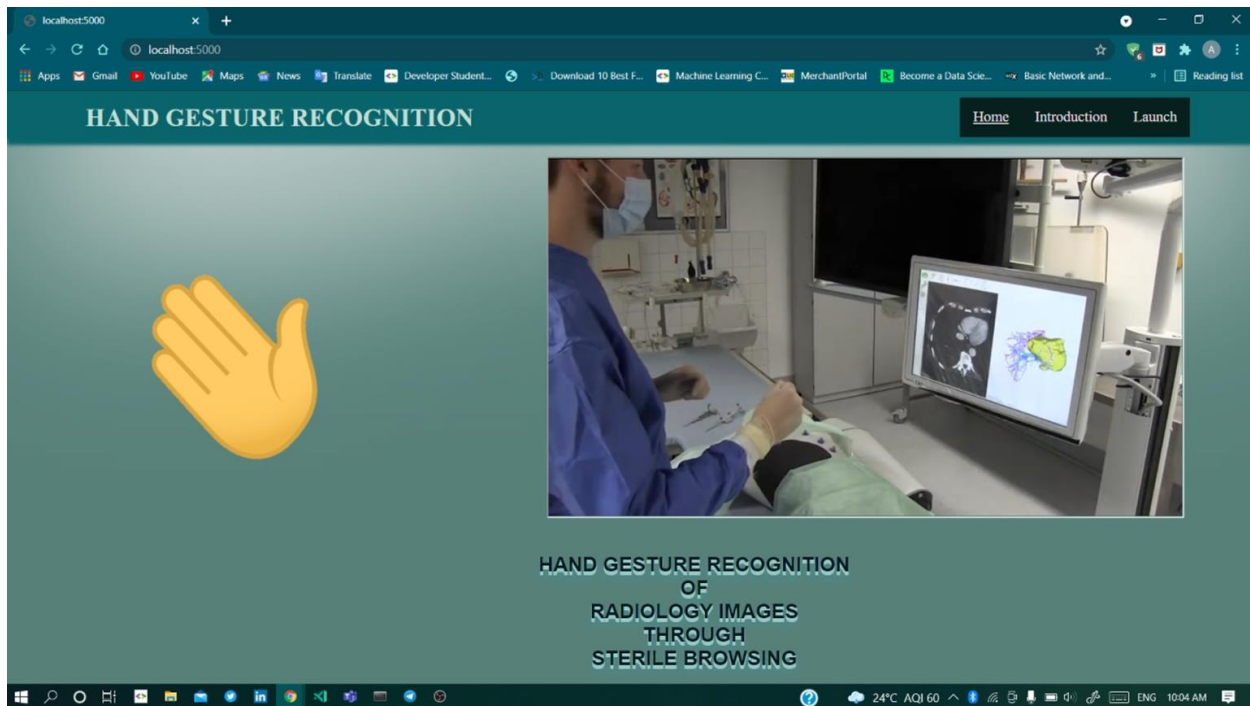 localhost:5000
localhost:5000
Apps Gmail YouTube Maps News Translate Developer Student... Download 10 Best F... Machine Learning C... MerchantPortal Become a Data Scie... Basic Network and... » Reading list
HAND GESTURE RECOGNITION
Home Introduction Launch
HAND GESTURE RECOGNITION
OF
RADIOLOGY IMAGES
THROUGH
STERILE BROWSING
24°C AQI 60 ENG 10:04 AM